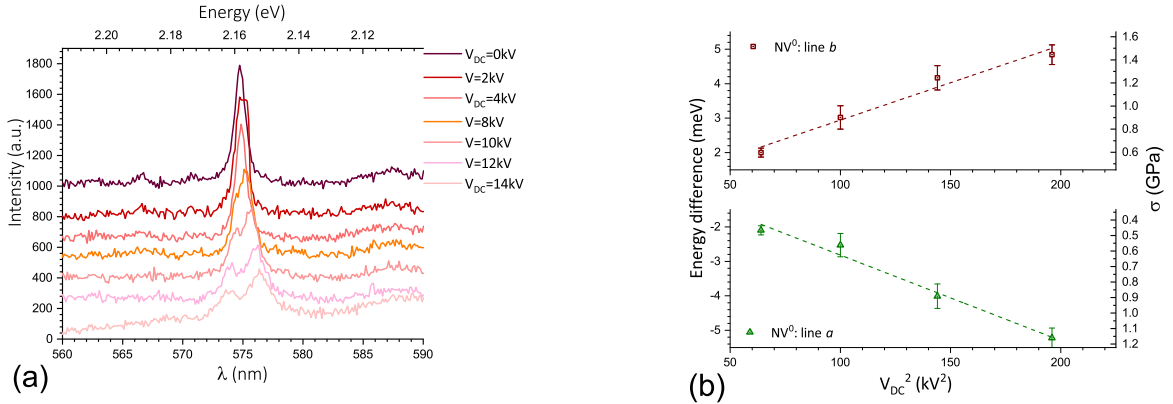 Energy (eV)
2.20 2.18 2.16 2.14 2.12
1800
1600
1400
1200
1000
800
600
400
200
0
Intensity (a.u.)
560 565 570 575 580 585 590
λ (nm)
V_DC=0kV
V=2kV
V_DC=4kV
V=8kV
V=10kV
V=12kV
V_DC=14kV
(a)
NV⁰: line b
5
4
3
2
50 100 150 200
1.6
1.4
1.2
1.0
0.8
0.6
Energy difference (meV)
σ (GPa)
-2
-3
-4
-5
0.4
0.5
0.6
0.7
0.8
0.9
1.0
1.1
1.2
NV⁰: line a
50 100 150 200
V_DC² (kV²)
(b)